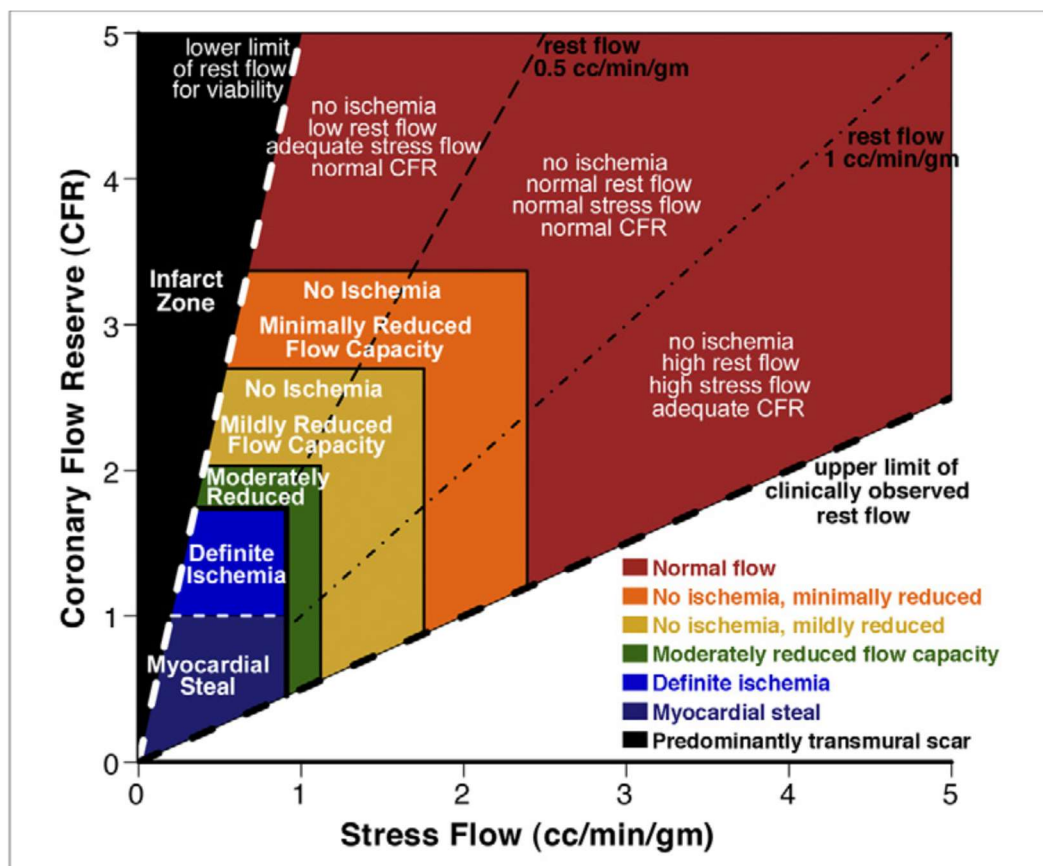 5
4
3
2
1
0
Coronary Flow Reserve (CFR)
lower limit
of rest flow
for viability
no ischemia
low rest flow
adequate stress flow
normal CFR
rest flow
0.5 cc/min/gm
rest flow
1 cc/min/gm
no ischemia
normal rest flow
normal stress flow
normal CFR
Infarct
Zone
No Ischemia
Minimally Reduced
Flow Capacity
no ischemia
high rest flow
high stress flow
adequate CFR
No Ischemia
Mildly Reduced
Flow Capacity
Moderately
Reduced
upper limit of
clinically observed
rest flow
Definite
Ischemia
Myocardial
Steal
Normal flow
No ischemia, minimally reduced
No ischemia, mildly reduced
Moderately reduced flow capacity
Definite ischemia
Myocardial steal
Predominantly transmural scar
0 1 2 3 4 5
Stress Flow (cc/min/gm)